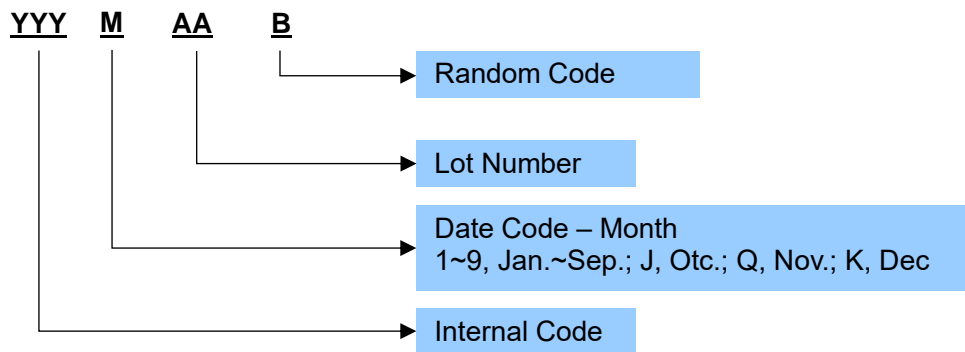 YYY M AA B
Random Code
Lot Number
Date Code – Month
1~9, Jan.~Sep.; J, Otc.; Q, Nov.; K, Dec
Internal Code